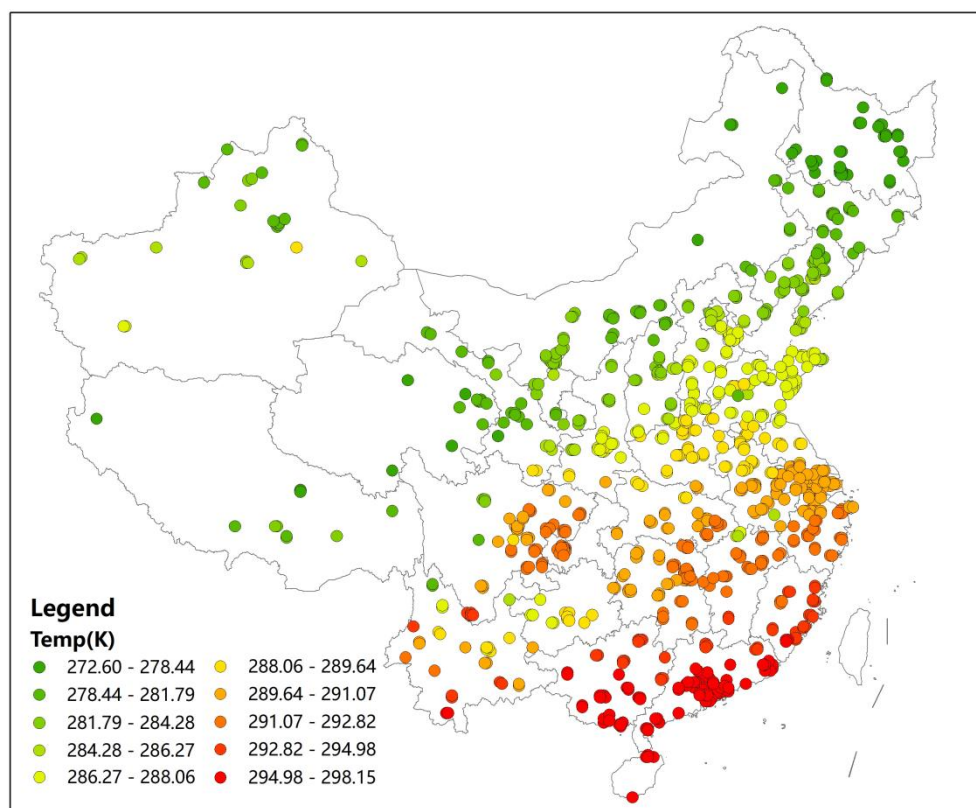 Legend
Temp(K)
272.60 - 278.44 288.06 - 289.64
278.44 - 281.79 289.64 - 291.07
281.79 - 284.28 291.07 - 292.82
284.28 - 286.27 292.82 - 294.98
286.27 - 288.06 294.98 - 298.15